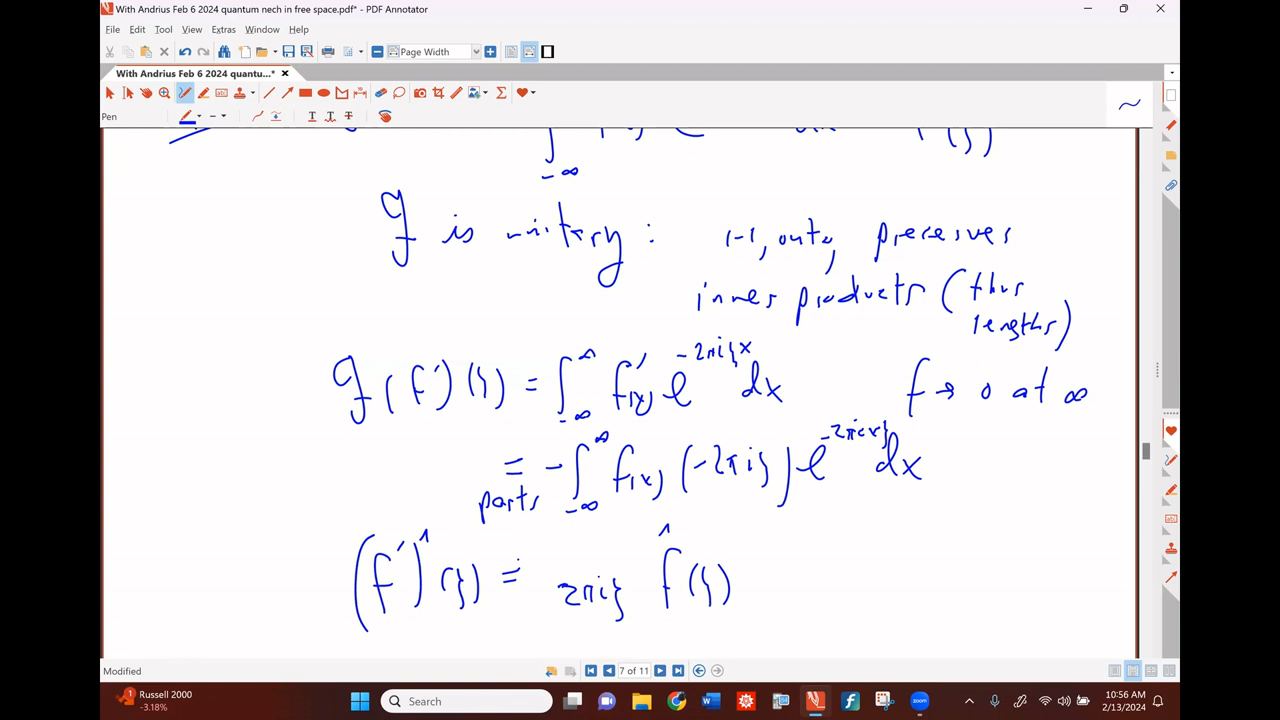 With Andrius Feb 6 2024 quantum nech in free space.pdf* - PDF Annotator
File Edit Tool View Extras Window Help
Page Width
With Andrius Feb 6 2024 quantu...* ×
Pen
∫_{-∞}
𝓕 is unitary: 1-1, onto, preserves
inner products (thus
lengths)
𝓕(f′)(ξ) = ∫_{-∞}^{∞} f′(x) e^{-2πiξx} dx f → 0 at ∞
= -∫_{-∞}^{∞} f(x) (-2πiξ) e^{-2πixξ} dx
parts
(f′)^(ξ) = 2πiξ f̂(ξ)
Modified
7 of 11
Russell 2000
-3.18%
Search
10:56 AM
2/13/2024